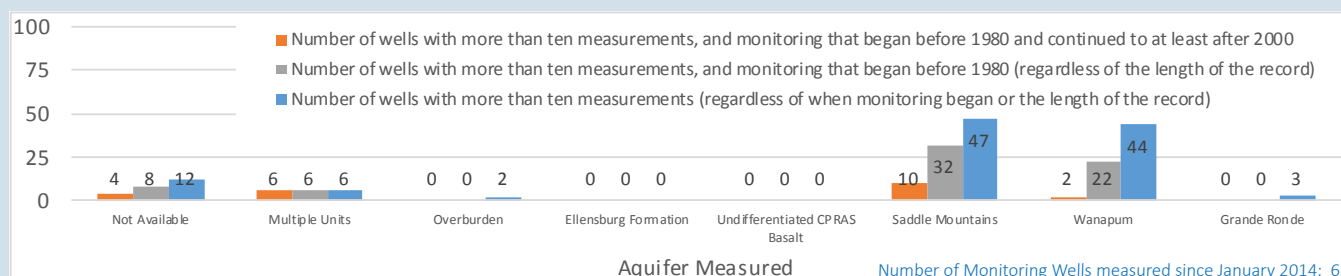 100
Number of wells with more than ten measurements, and monitoring that began before 1980 and continued to at least after 2000
75
Number of wells with more than ten measurements, and monitoring that began before 1980 (regardless of the length of the record)
Number of wells with more than ten measurements (regardless of when monitoring began or the length of the record)
50
25
0
4 8 12
6 6 6
0 0 2
0 0 0
0 0 0
10 32 47
2 22 44
0 0 3
Not Available
Multiple Units
Overburden
Ellensburg Formation
Undifferentiated CPRAS
Basalt
Saddle Mountains
Wanapum
Grande Ronde
Aquifer Measured
Number of Monitoring Wells measured since January 2014: 6